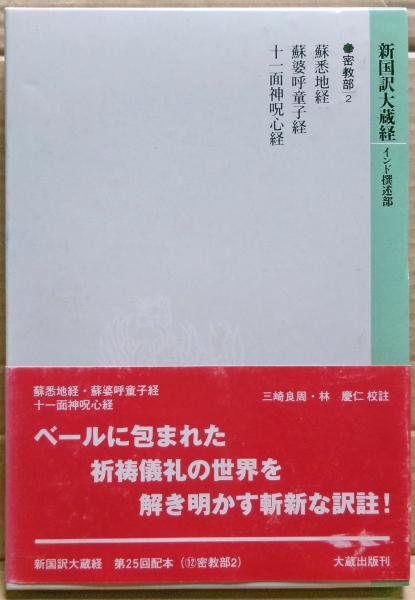 新国訳大蔵経
インド撰述部
●密教部2
蘇悉地経
蘇婆呼童子経
十一面神呪心経
蘇悉地経・蘇婆呼童子経
十一面神呪心経
三崎良周・林 慶仁 校註
ベールに包まれた
祈祷儀礼の世界を
解き明かす斬新な訳註!
新国訳大蔵経 第25回配本(⑫密教部2)
大蔵出版刊